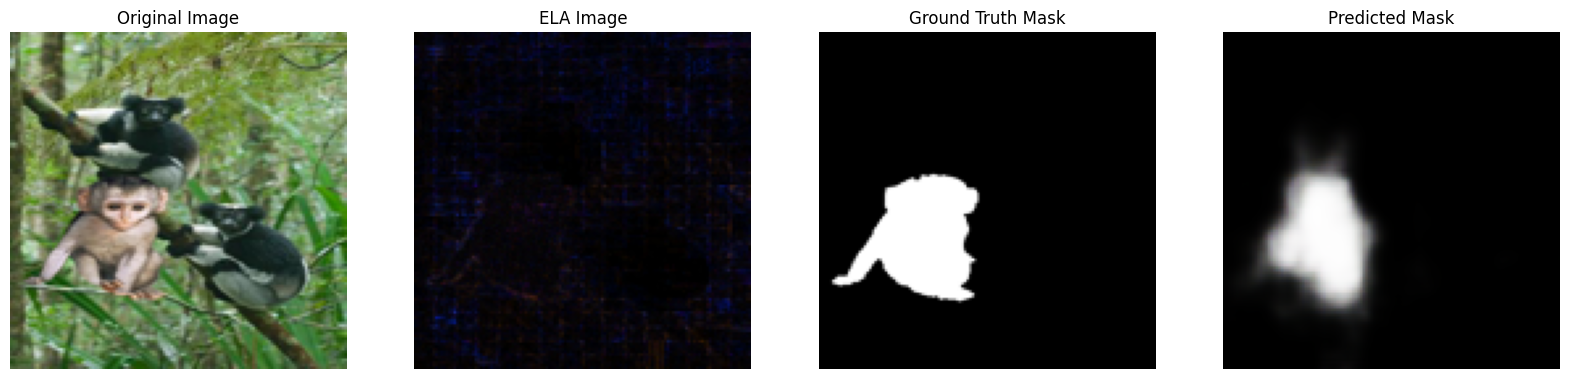 Original Image
ELA Image
Ground Truth Mask
Predicted Mask